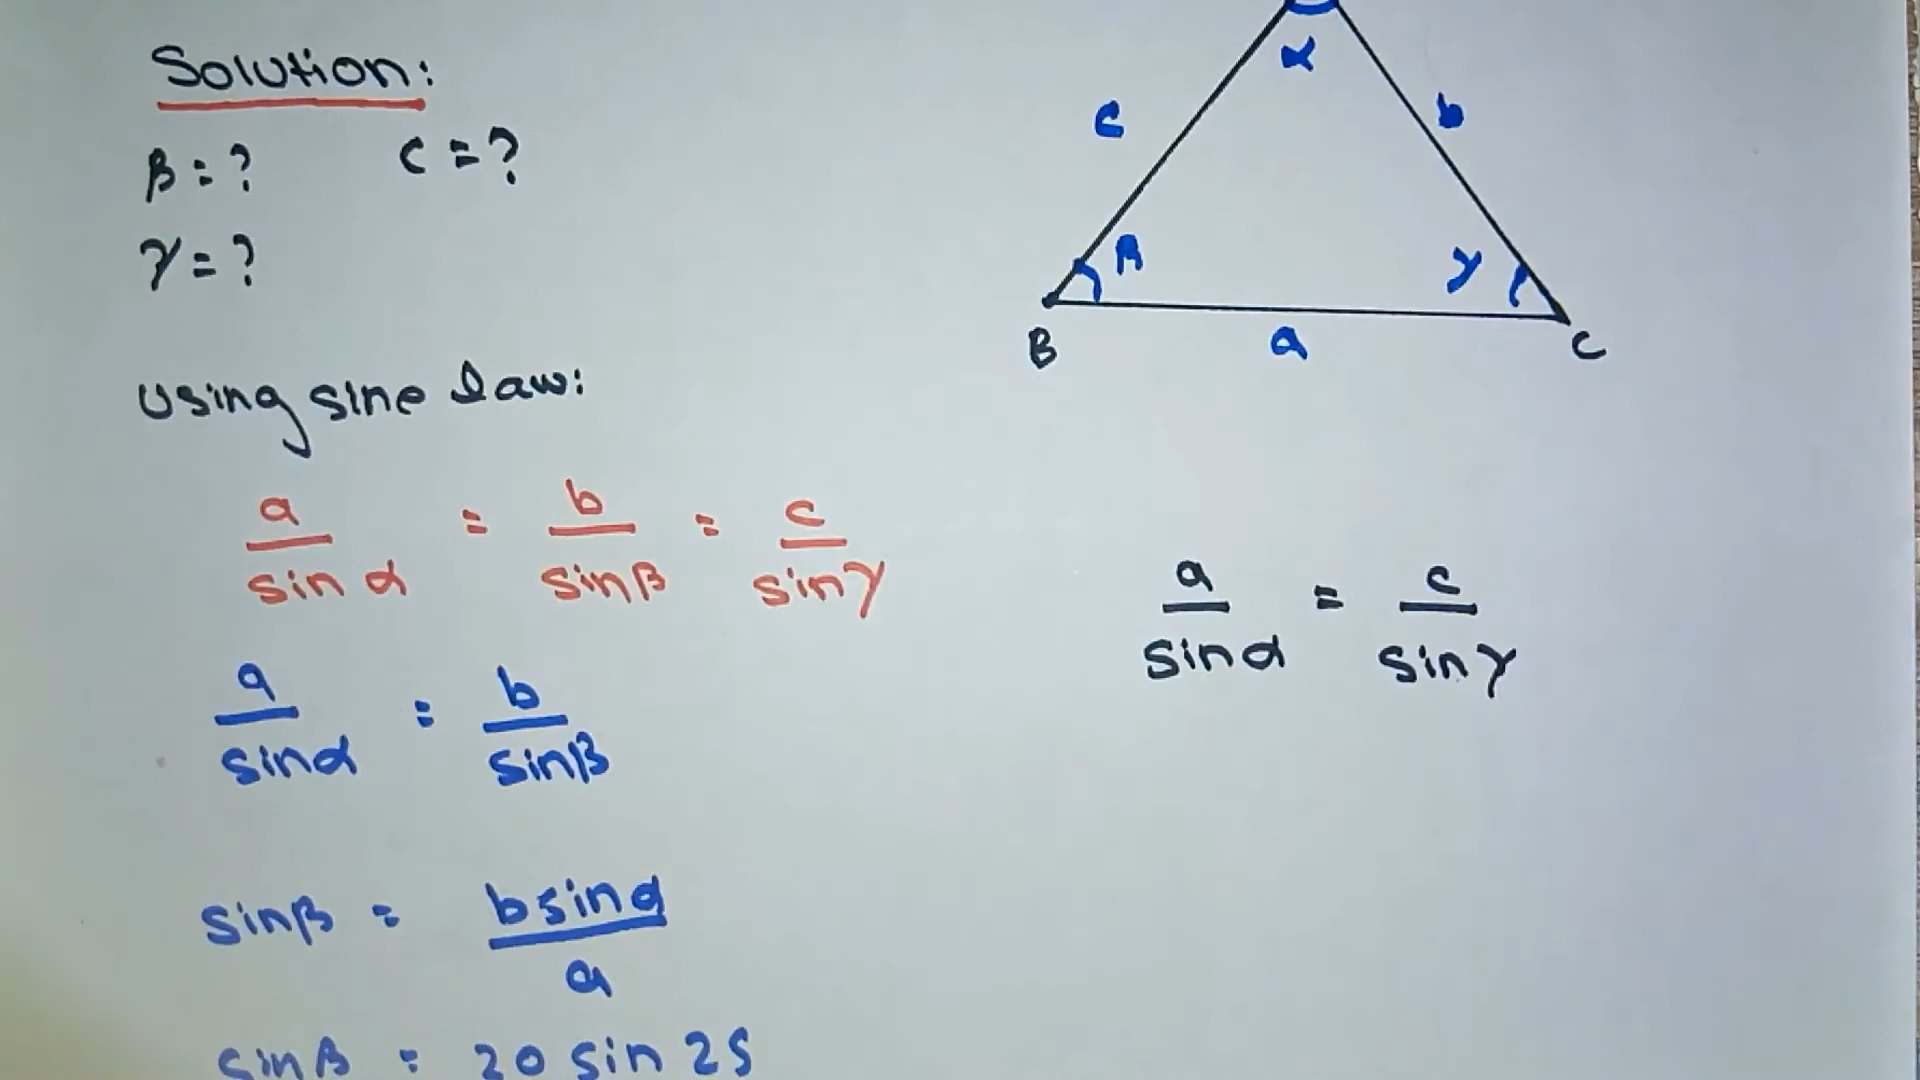 Solution:
β = ? c = ?
γ = ?
Using sine law:
a/sin α = b/sin β = c/sin γ
a/sin α = b/sin β
sin β = b sin α/a
sin β = 20 sin 25
α
c b
β γ
B a C
a/sin α = c/sin γ